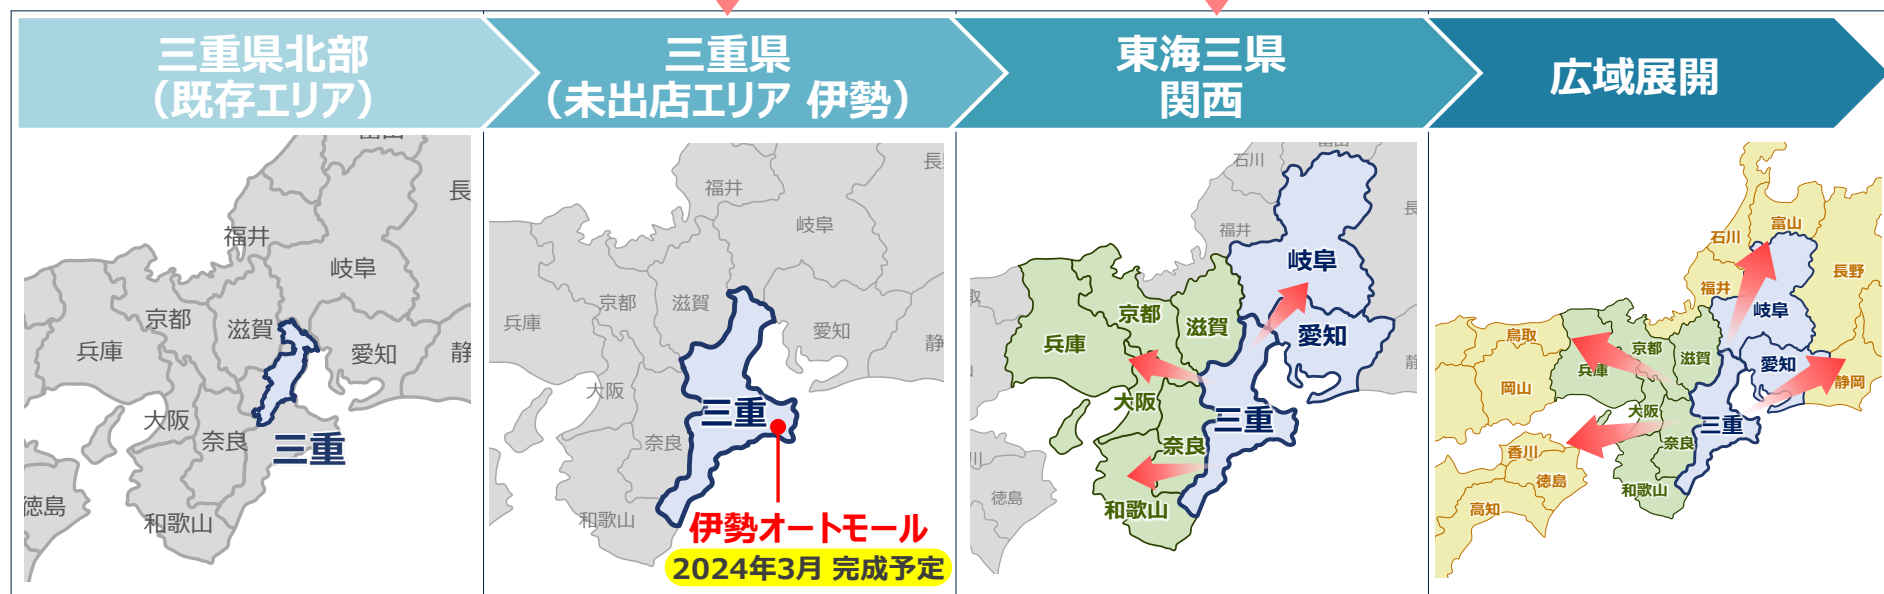 三重県北部
（既存エリア）
三重県
（未出店エリア 伊勢）
東海三県
関西
広域展開
長
福井
岐阜
京都
滋賀
兵庫
愛知
静
大阪
奈良
三重
徳島
和歌山
福井
岐阜
京都
滋賀
兵庫
愛知
静
大阪
三重
奈良
和歌山
伊勢オートモール
2024年3月 完成予定
石川
長
福井
岐阜
取
京都
滋賀
愛知
兵庫
静
大阪
三重
奈良
川
徳島
和歌山
富山
石川
長野
福井
岐阜
鳥取
京都
滋賀
愛知
兵庫
岡山
静岡
大阪
三重
奈良
香川
徳島
和歌山
高知